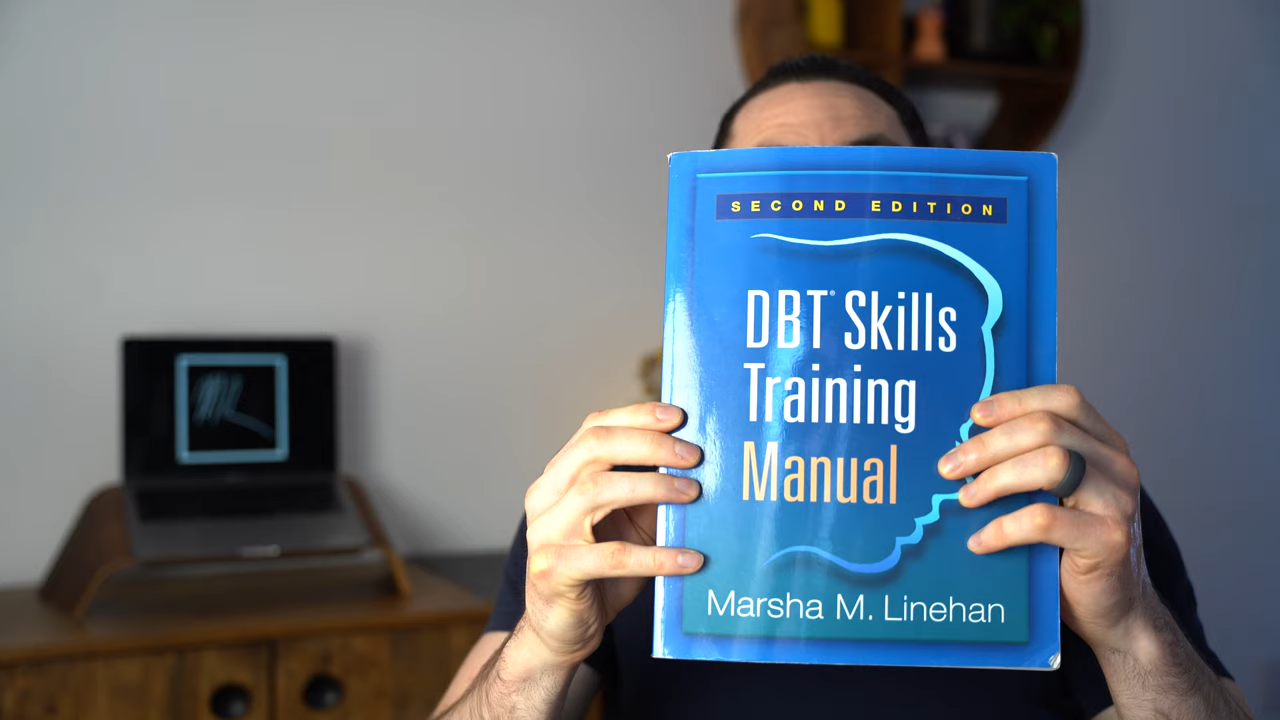 SECOND EDITION
DBT® Skills
Training
Manual
Marsha M. Linehan